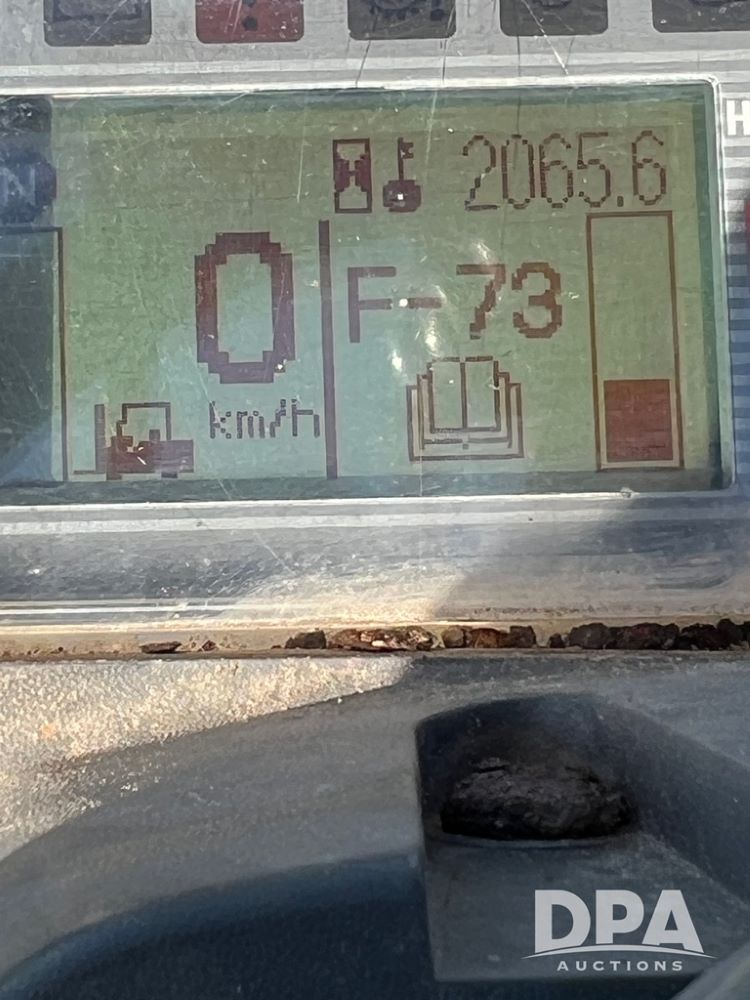 N
H
2065.6
0
F-73
km/h
DPA
AUCTIONS